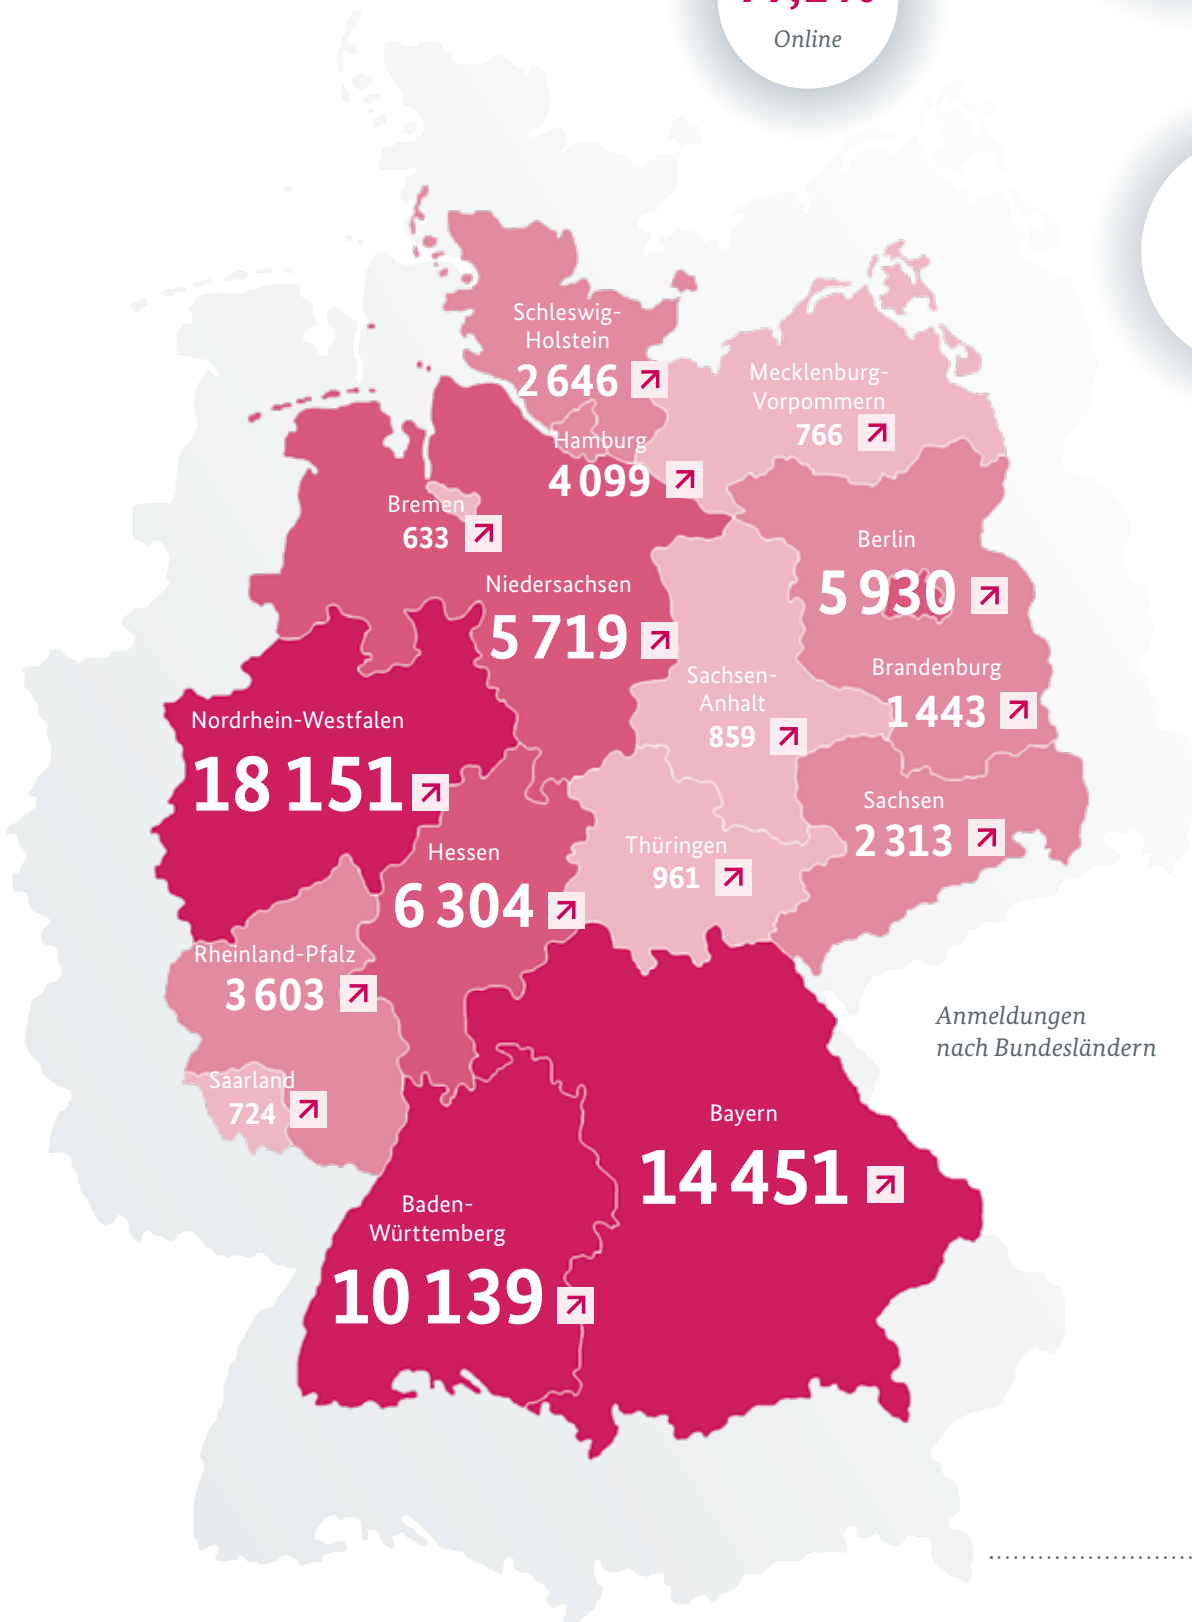 Online
Schleswig-
Holstein
2 646
Mecklenburg-
Vorpommern
766
Hamburg
4 099
Bremen
633
Berlin
5 930
Niedersachsen
5 719
Brandenburg
1 443
Sachsen-
Anhalt
859
Nordrhein-Westfalen
18 151
Sachsen
2 313
Thüringen
961
Hessen
6 304
Rheinland-Pfalz
3 603
Anmeldungen
nach Bundesländern
Saarland
724
Bayern
14 451
Baden-
Württemberg
10 139